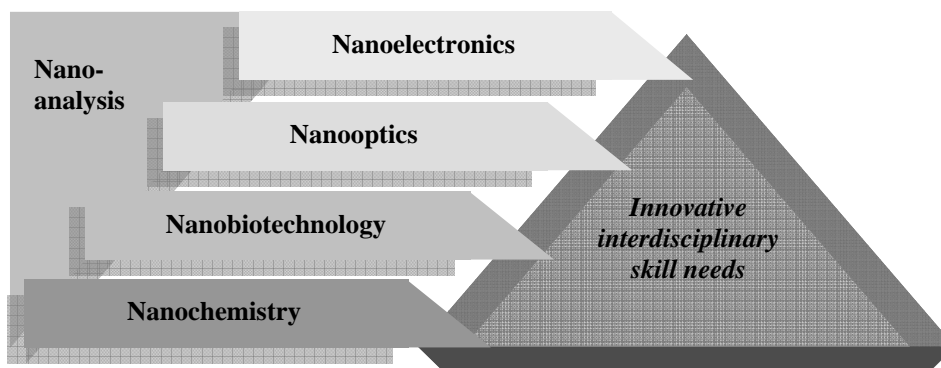 Nanoelectronics
Nano-
analysis
Nanooptics
Nanobiotechnology
Innovative
interdisciplinary
skill needs
Nanochemistry